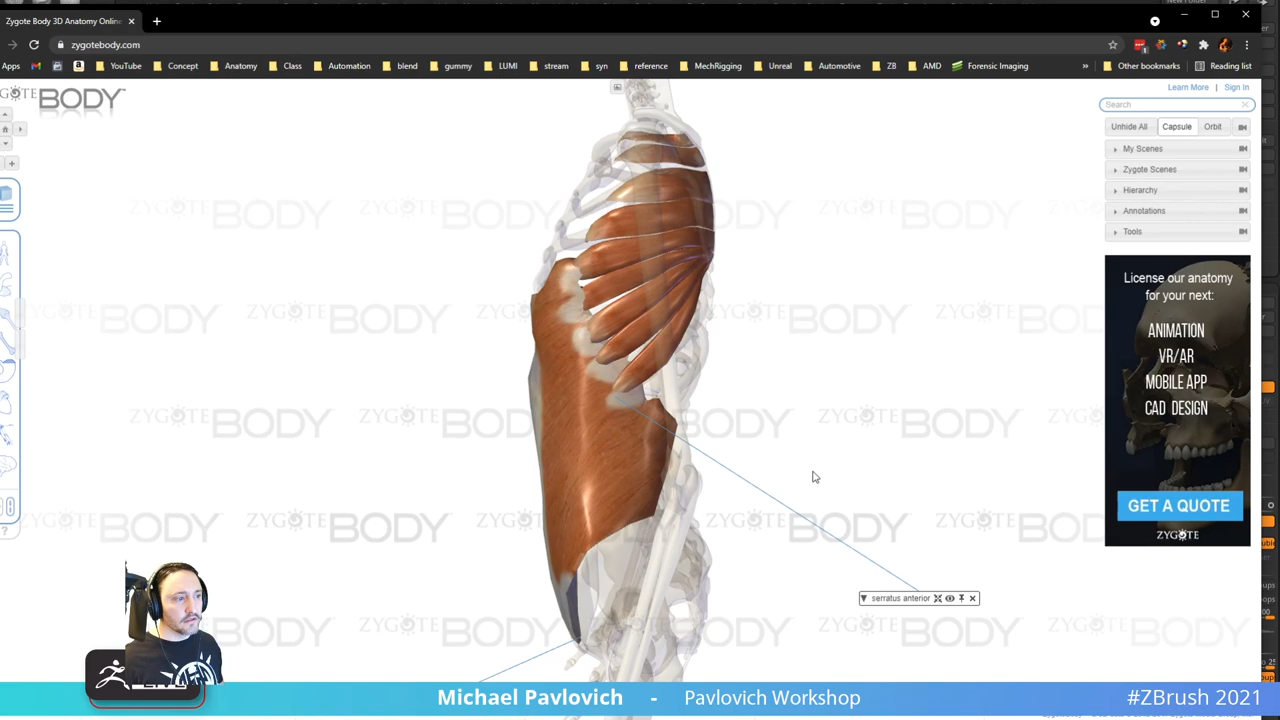 Zygote Body 3D Anatomy Online
zygotebody.com
Apps
YouTube
Concept
Anatomy
Class
Automation
blend
gummy
LUMI
stream
syn
reference
MechRigging
Unreal
Automotive
ZB
AMD
Forensic Imaging
»
Other bookmarks
Reading list
BODY™
Learn More | Sign In
Search
Unhide All
Capsule
Orbit
My Scenes
Zygote Scenes
Hierarchy
Annotations
Tools
License our anatomy
for your next:
ANIMATION
VR/AR
MOBILE APP
CAD DESIGN
GET A QUOTE
ZYGOTE
serratus anterior
Michael Pavlovich - Pavlovich Workshop #ZBrush 2021